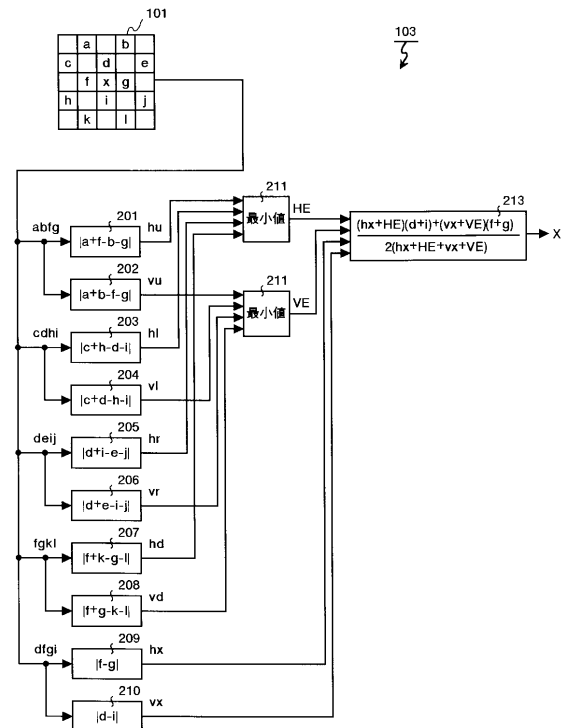 101
103
a b
c d e
f x g
h i j
k l
211
最小値
HE
213
(hx+HE)(d+i)+(vx+VE)(f+g)
2(hx+HE+vx+VE)
X
abfg
201
|a+f-b-g|
hu
202
|a+b-f-g|
vu
211
最小値
VE
cdhi
203
|c+h-d-i|
hl
204
|c+d-h-i|
vl
deij
205
|d+i-e-j|
hr
206
|d+e-i-j|
vr
fgkl
207
|f+k-g-l|
hd
208
|f+g-k-l|
vd
dfgi
209
|f-g|
hx
210
|d-i|
vx